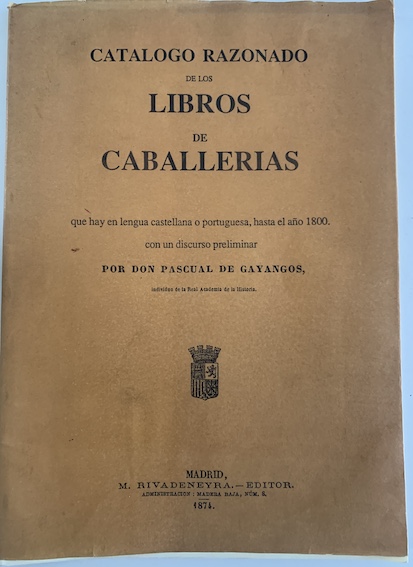 CATALOGO RAZONADO
DE LOS
LIBROS
DE
CABALLERIAS
que hay en lengua castellana o portuguesa, hasta el año 1800.
con un discurso preliminar
POR DON PASCUAL DE GAYANGOS,
individuo de la Real Academia de la Historia.
MADRID,
M. RIVADENEYRA.—EDITOR.
ADMINISTRACION: MADERA BAJA, NÚM. 8.
1874.